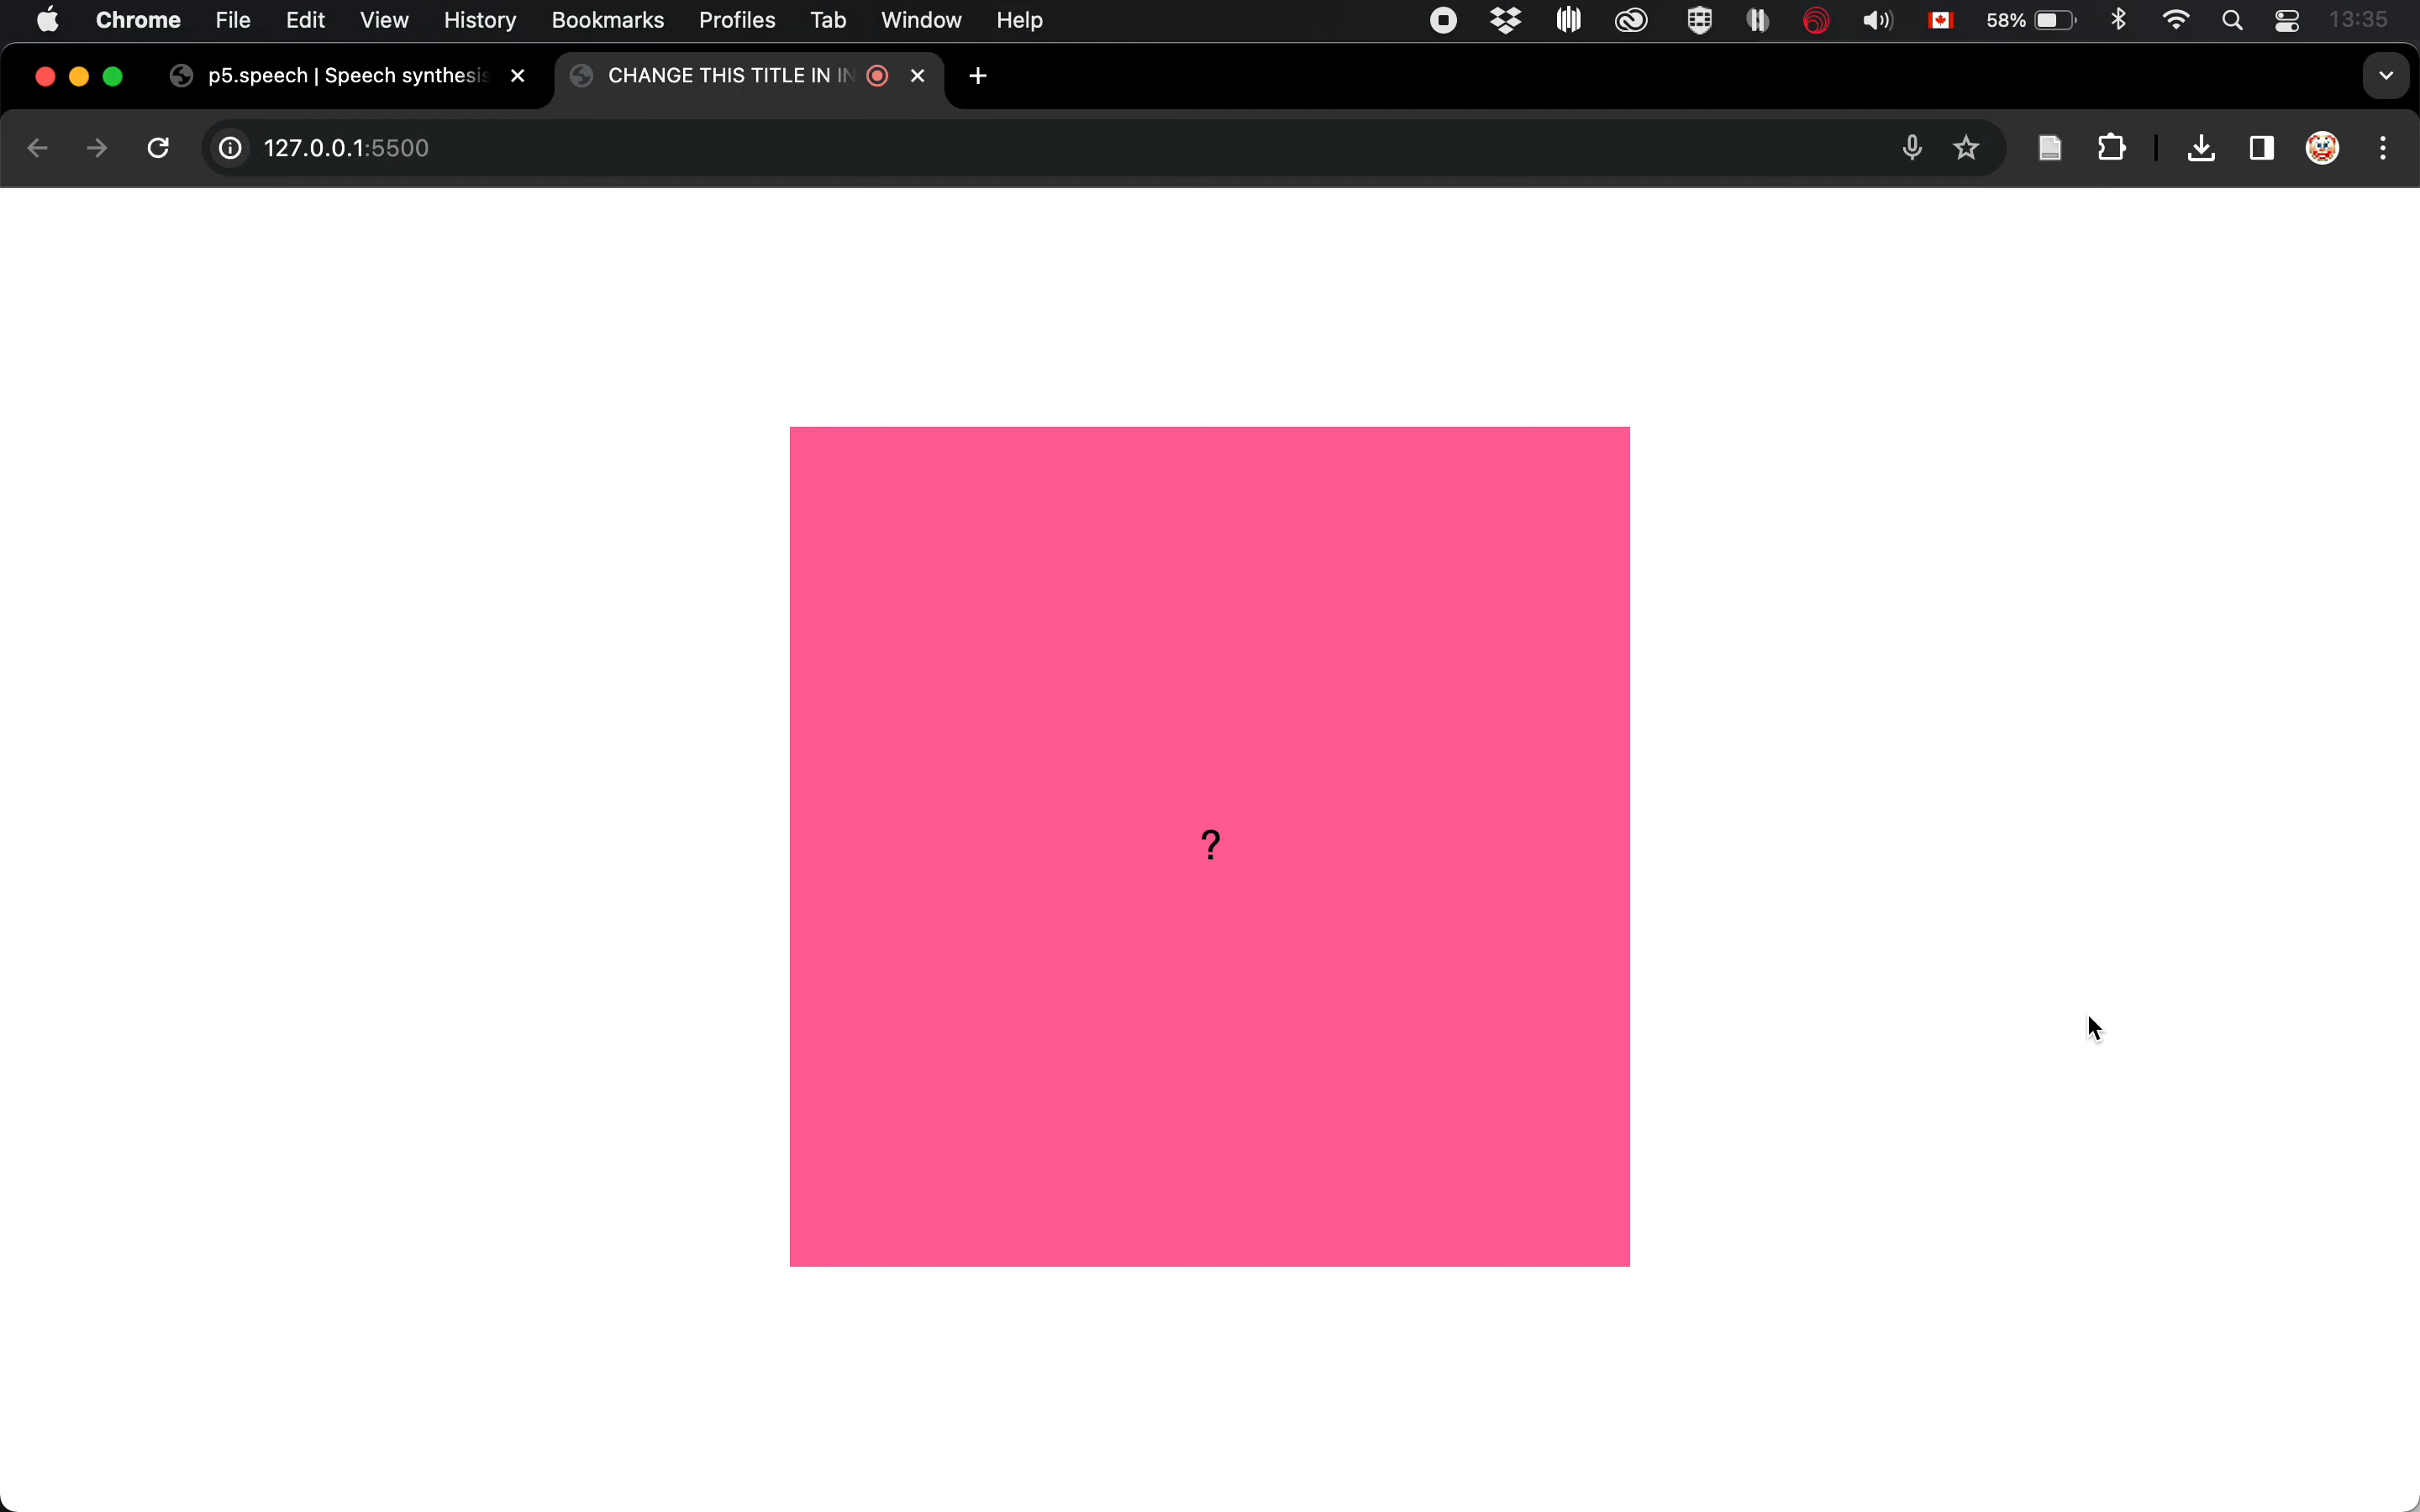 Chrome File Edit View History Bookmarks Profiles Tab Window Help 58% 13:35
p5.speech | Speech synthesis CHANGE THIS TITLE IN IN
127.0.0.1:5500
?